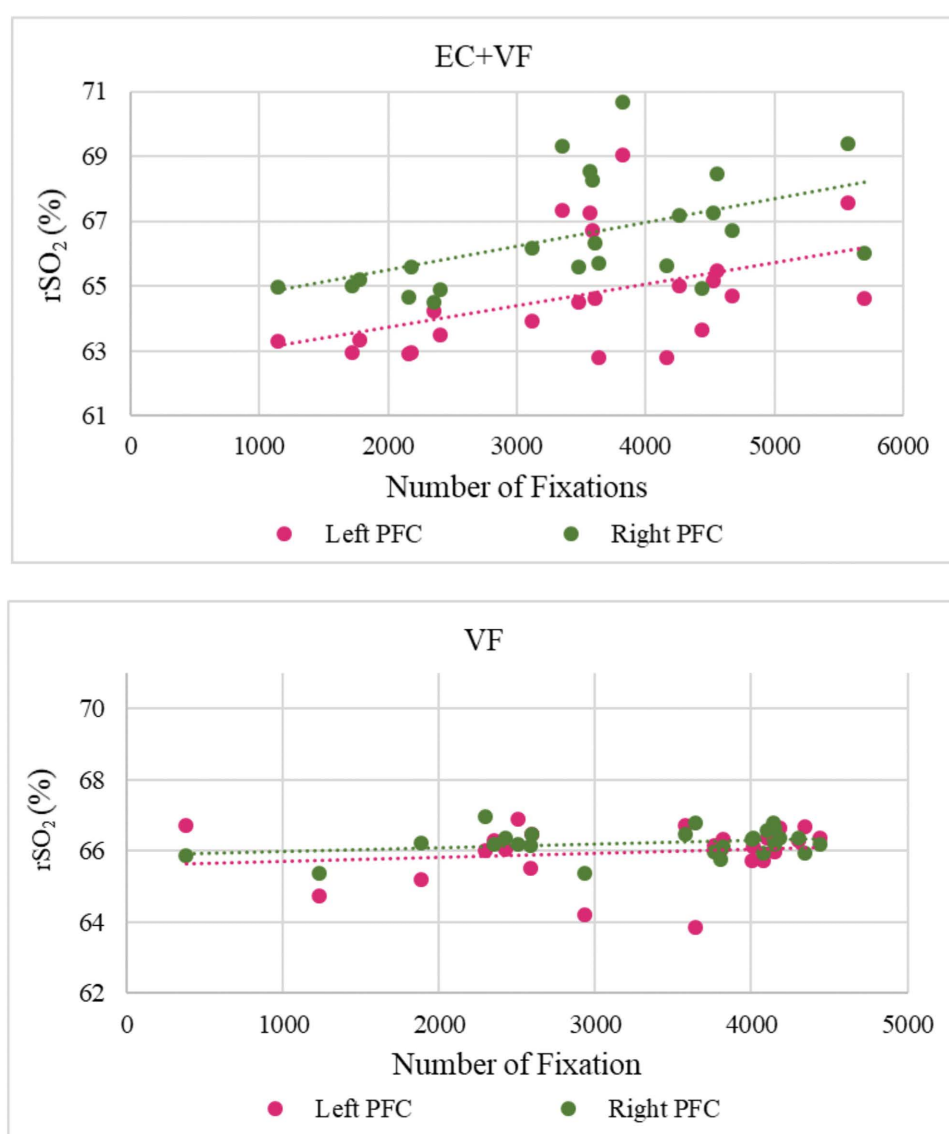 EC+VF
71
69
67
65
63
61
rSO₂ (%)
0 1000 2000 3000 4000 5000 6000
Number of Fixations
Left PFC Right PFC
VF
70
68
66
64
62
rSO₂ (%)
0 1000 2000 3000 4000 5000
Number of Fixation
Left PFC Right PFC